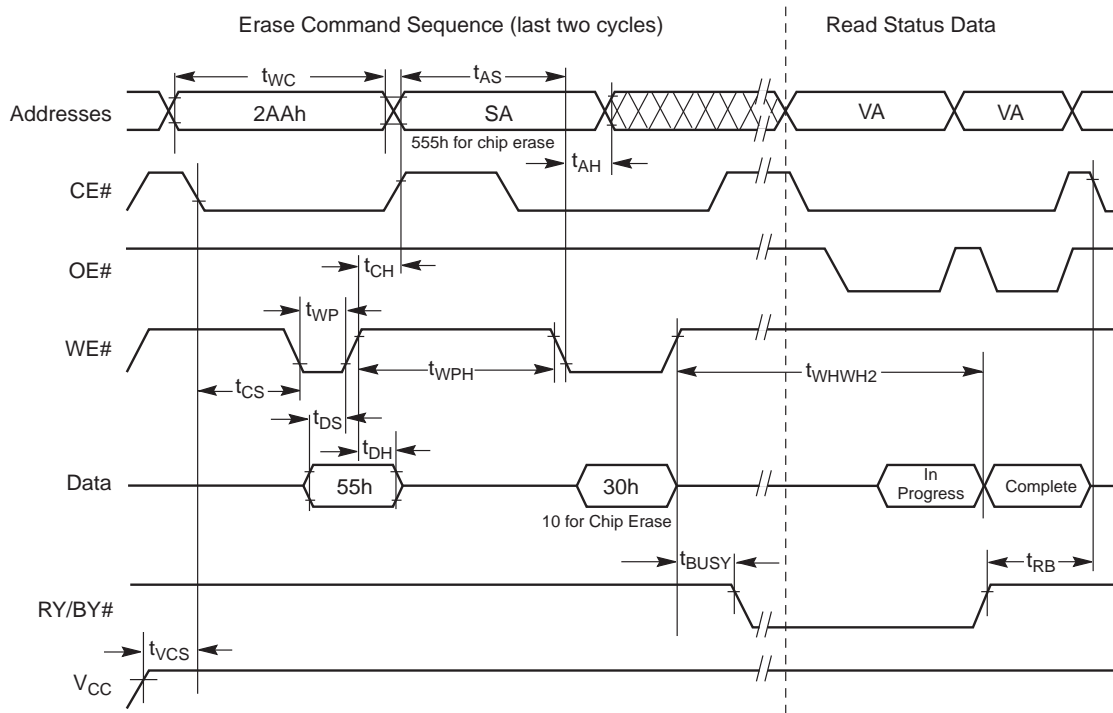 Erase Command Sequence (last two cycles)
Read Status Data
tWC
tAS
Addresses
2AAh
SA
VA
VA
555h for chip erase
tAH
CE#
OE#
tCH
tWP
WE#
tWPH
tWHWH2
tCS
tDS
tDH
Data
55h
30h
In
Progress
Complete
10 for Chip Erase
tBUSY
tRB
RY/BY#
tVCS
VCC